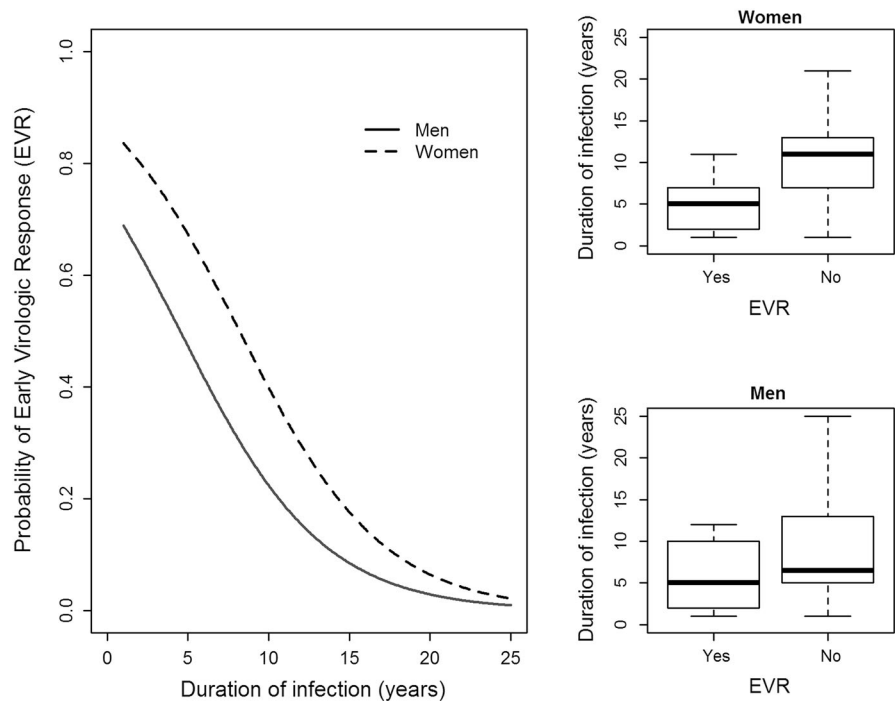 Probability of Early Virologic Response (EVR)
1.0
0.8
0.6
0.4
0.2
0.0
Men
Women
0 5 10 15 20 25
Duration of infection (years)
Women
Duration of infection (years)
25
20
15
10
5
0
Yes No
EVR
Men
Duration of infection (years)
25
20
15
10
5
0
Yes No
EVR